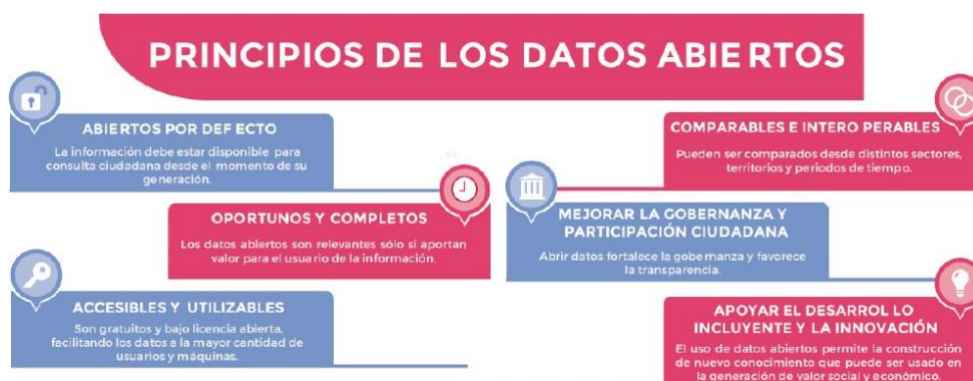 PRINCIPIOS DE LOS DATOS ABIERTOS
ABIERTOS POR DEFECTO
La información debe estar disponible para
consulta ciudadana desde el momento de su
generación.
OPORTUNOS Y COMPLETOS
Los datos abiertos son relevantes sólo si aportan
valor para el usuario de la información.
ACCESIBLES Y UTILIZABLES
Son gratuitos y bajo licencia abierta,
facilitando los datos a la mayor cantidad de
usuarios y máquinas.
COMPARABLES E INTERO PERABLES
Pueden ser comparados desde distintos sectores,
territorios y periodos de tiempo.
MEJORAR LA GOBERNANZA Y
PARTICIPACIÓN CIUDADANA
Abrir datos fortalece la gobernanza y favorece
la transparencia.
APOYAR EL DESARROL LO
INCLUYENTE Y LA INNOVACIÓN
El uso de datos abiertos permite la construcción
de nuevo conocimiento que puede ser usado en
la generación de valor social y económico.